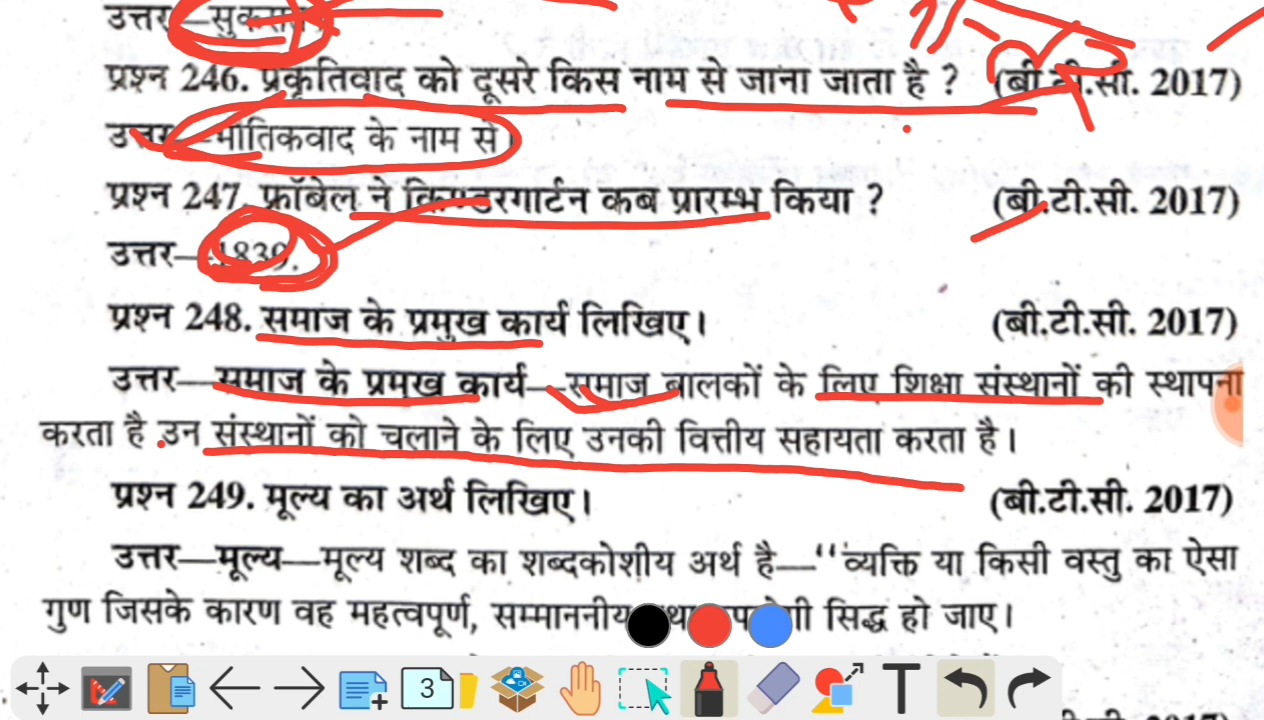 उत्तर—सुकरात।
प्रश्न 246. प्रकृतिवाद को दूसरे किस नाम से जाना जाता है ? (बी.टी.सी. 2017)
उत्तर—भौतिकवाद के नाम से।
प्रश्न 247. फ्रॉबेल ने किण्डरगार्टन कब प्रारम्भ किया ? (बी.टी.सी. 2017)
उत्तर—1839.
प्रश्न 248. समाज के प्रमुख कार्य लिखिए। (बी.टी.सी. 2017)
उत्तर—समाज के प्रमुख कार्य—समाज बालकों के लिए शिक्षा संस्थानों की स्थापना
करता है उन संस्थानों को चलाने के लिए उनकी वित्तीय सहायता करता है।
प्रश्न 249. मूल्य का अर्थ लिखिए। (बी.टी.सी. 2017)
उत्तर—मूल्य—मूल्य शब्द का शब्दकोशीय अर्थ है—‘‘व्यक्ति या किसी वस्तु का ऐसा
गुण जिसके कारण वह महत्वपूर्ण, सम्माननीय सिद्ध हो जाए।
3 T